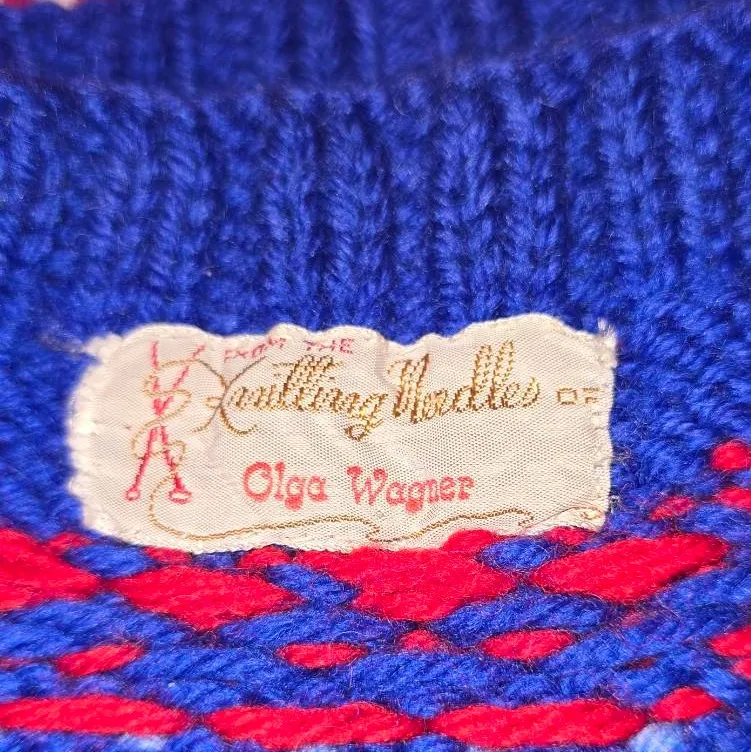 FROM THE
Knitting Needles OF
Olga Wagner